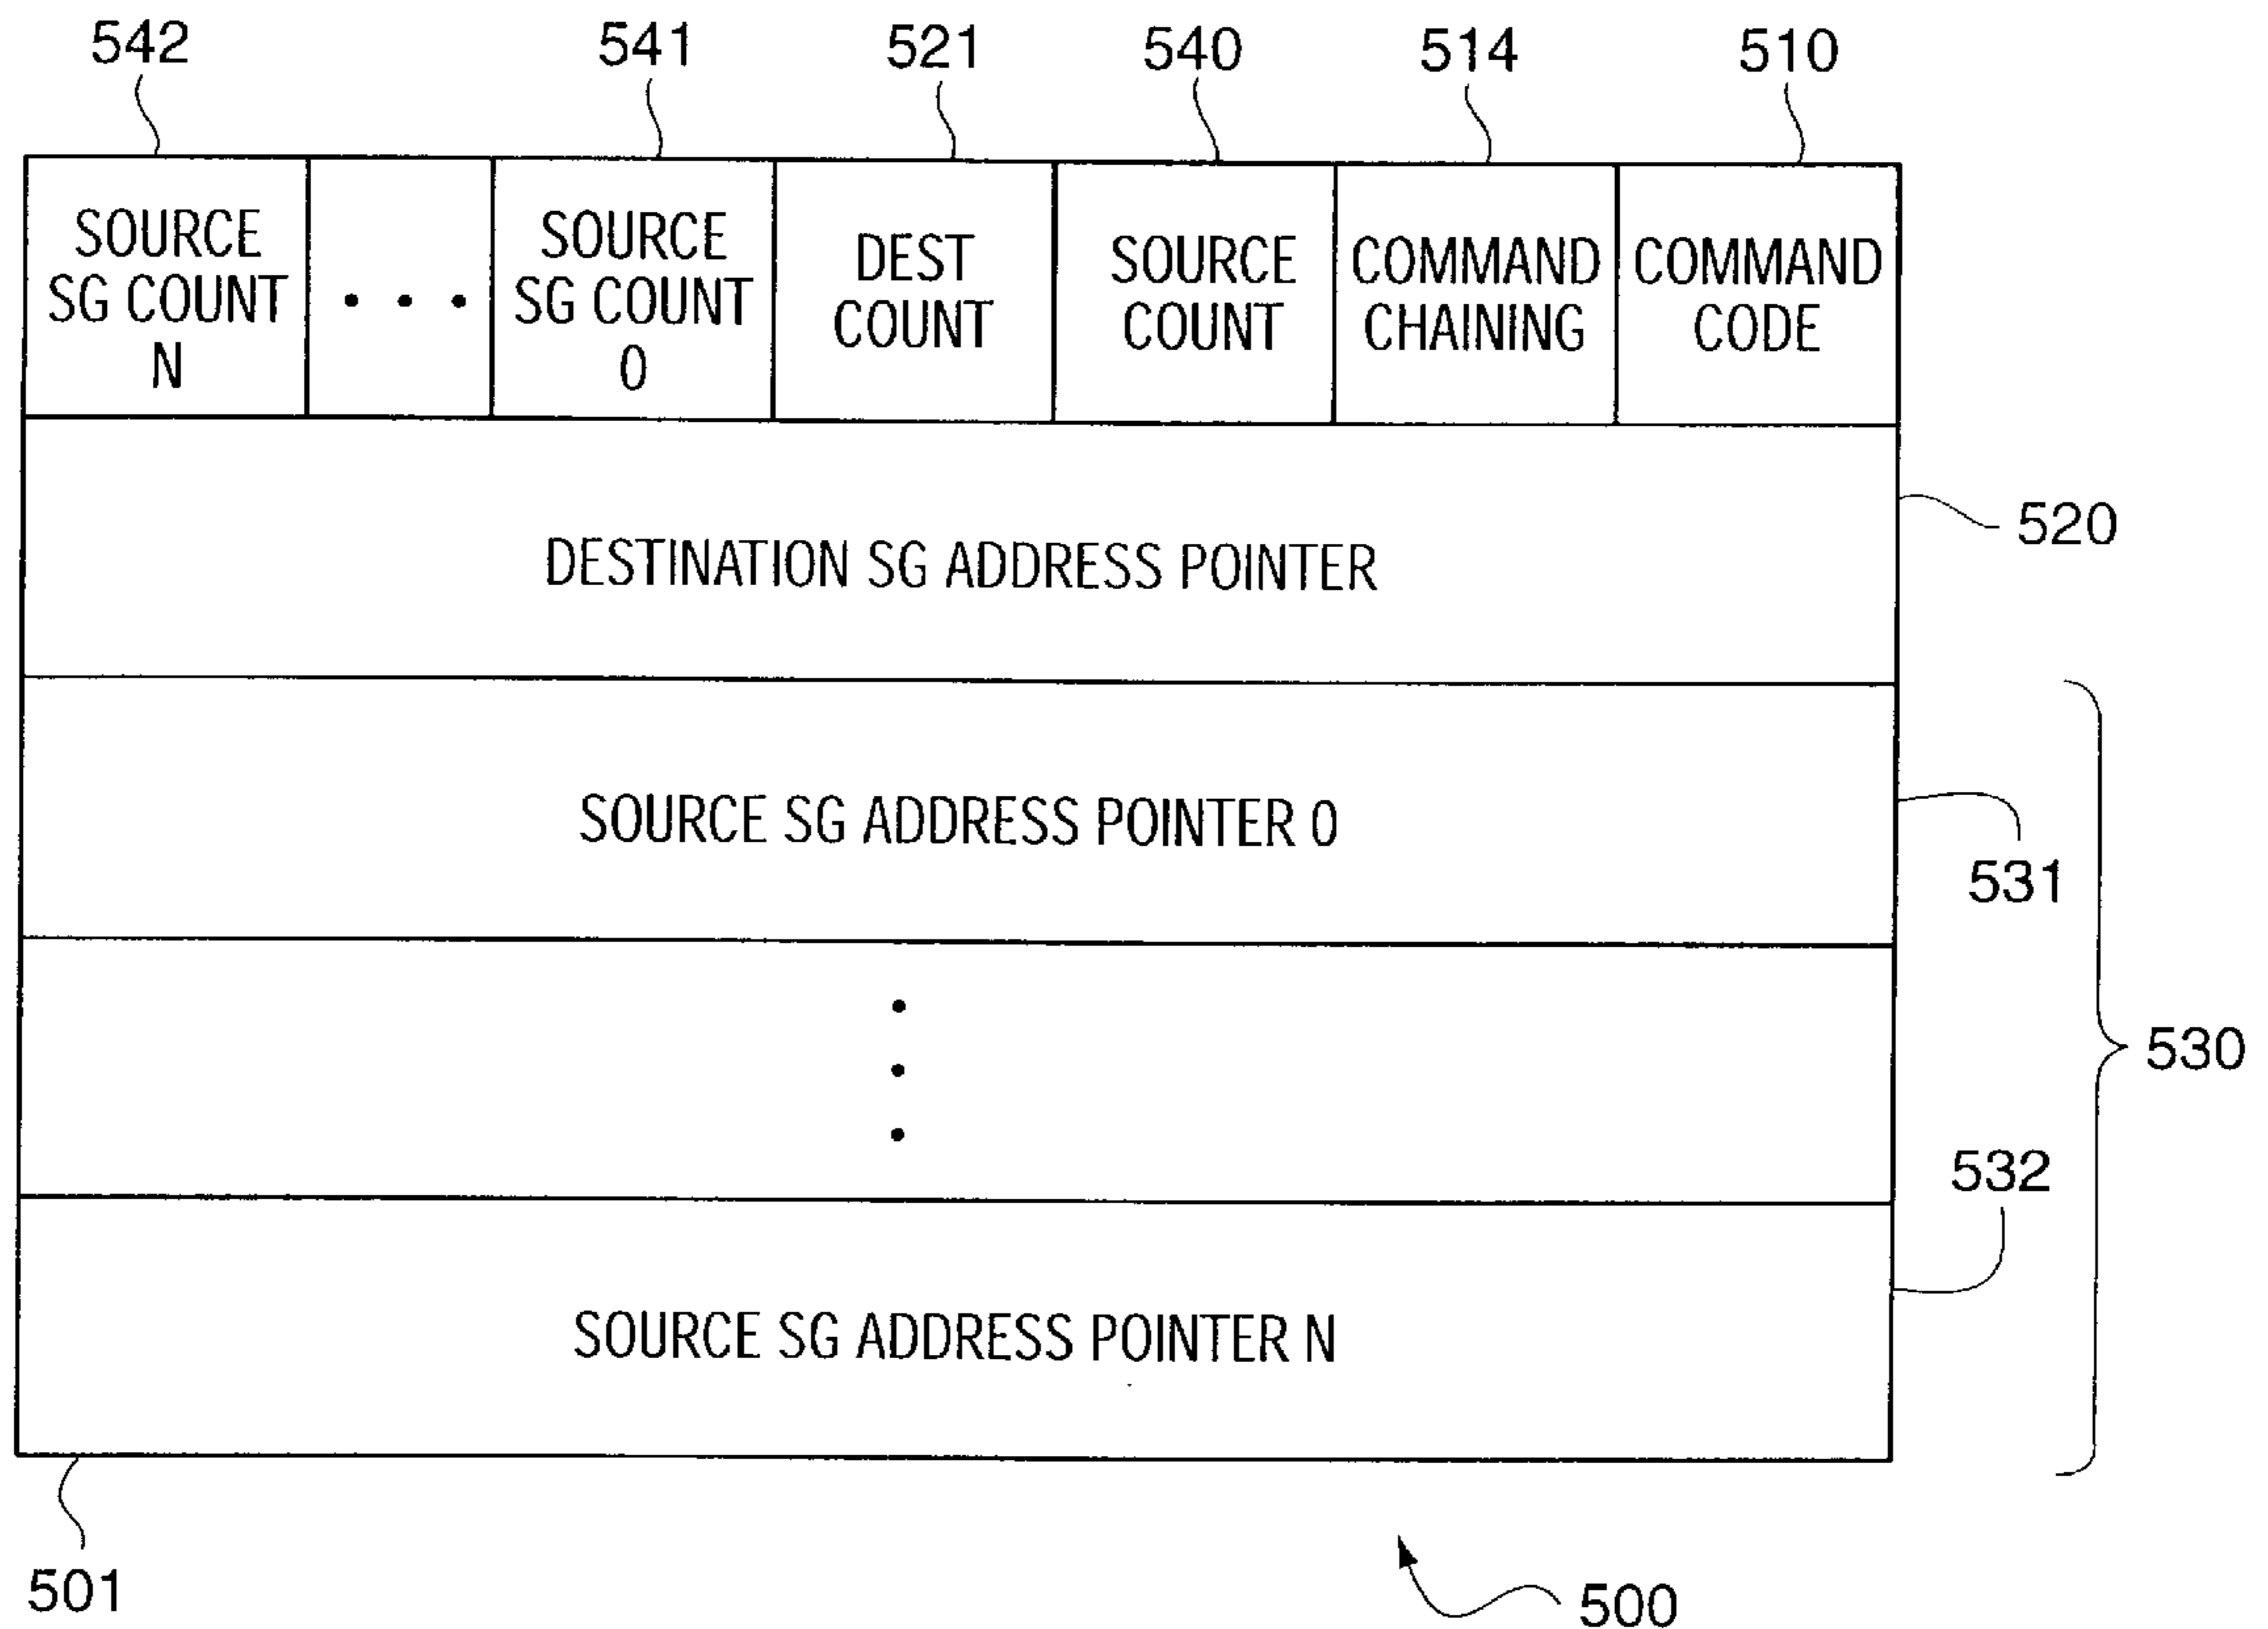 542 541 521 540 514 510
SOURCE SG COUNT N
• • •
SOURCE SG COUNT 0
DEST COUNT
SOURCE COUNT
COMMAND CHAINING
COMMAND CODE
DESTINATION SG ADDRESS POINTER
520
SOURCE SG ADDRESS POINTER 0
531
530
532
SOURCE SG ADDRESS POINTER N
501
500